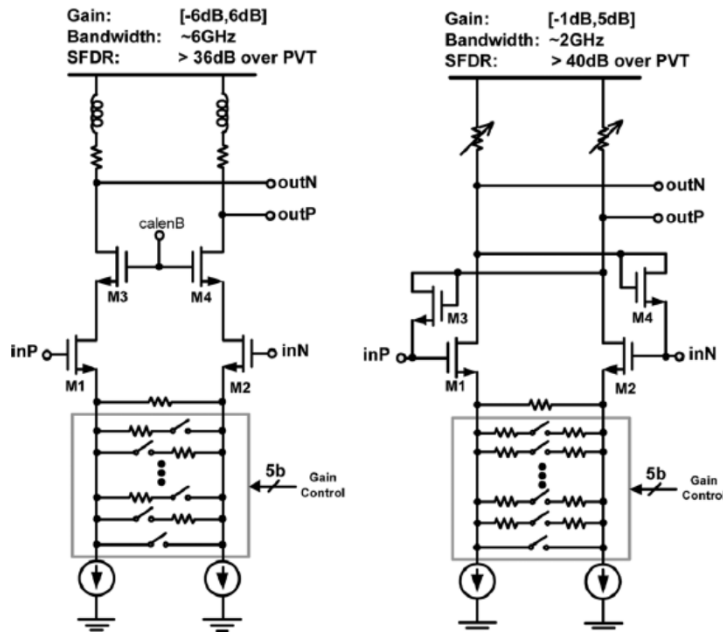 Gain: [-6dB,6dB]
Bandwidth: ~6GHz
SFDR: > 36dB over PVT
outN
outP
calenB
M3
M4
inP
inN
M1
M2
5b
Gain
Control
Gain: [-1dB,5dB]
Bandwidth: ~2GHz
SFDR: > 40dB over PVT
outN
outP
M3
M4
inP
inN
M1
M2
5b
Gain
Control